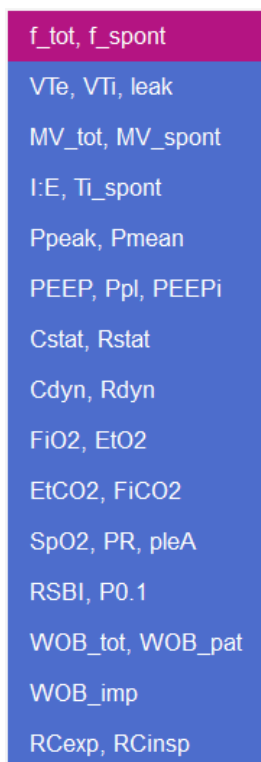 f_tot, f_spont
VTe, VTi, leak
MV_tot, MV_spont
I:E, Ti_spont
Ppeak, Pmean
PEEP, Ppl, PEEPi
Cstat, Rstat
Cdyn, Rdyn
FiO2, EtO2
EtCO2, FiCO2
SpO2, PR, pleA
RSBI, P0.1
WOB_tot, WOB_pat
WOB_imp
RCexp, RCinsp